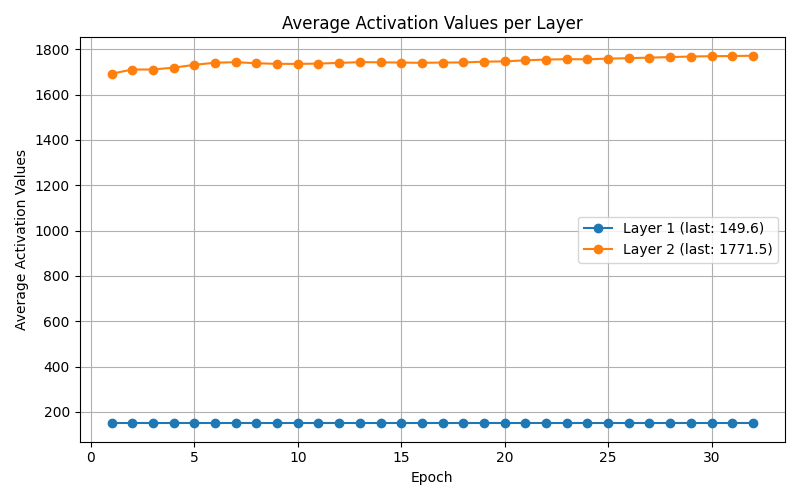 Average Activation Values per Layer
Average Activation Values
1800
1600
1400
1200
1000
800
600
400
200
Layer 1 (last: 149.6)
Layer 2 (last: 1771.5)
0 5 10 15 20 25 30
Epoch